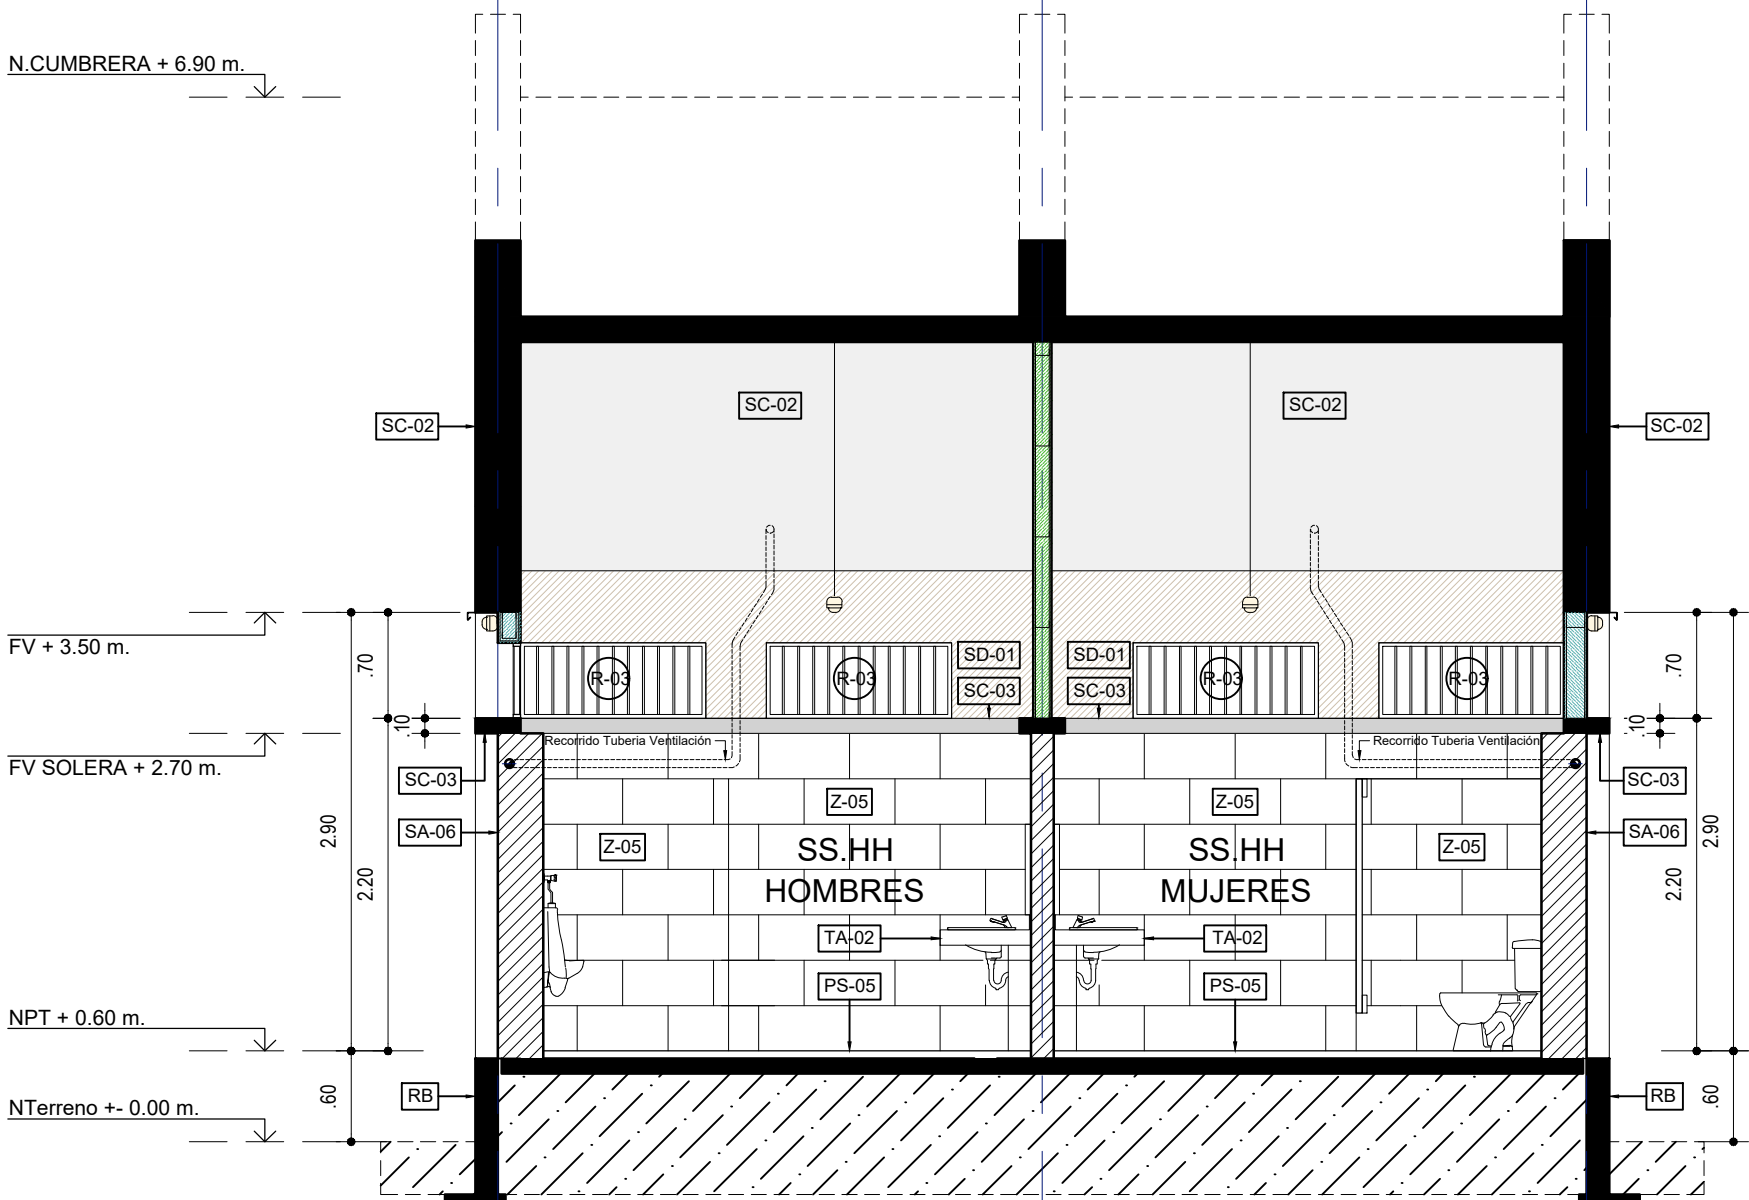 N.CUMBRERA + 6.90 m.
SC-02
SC-02
SC-02
SC-02
FV + 3.50 m.
.70
R-03
R-03
SD-01
SC-03
SD-01
SC-03
R-03
R-03
.70
.10
.10
Recorrido Tuberia Ventilación
Recorrido Tuberia Ventilación
FV SOLERA + 2.70 m.
SC-03
SC-03
Z-05
Z-05
SA-06
SA-06
2.90
2.20
Z-05
SS.HH
HOMBRES
SS.HH
MUJERES
Z-05
2.20
2.90
TA-02
TA-02
PS-05
PS-05
NPT + 0.60 m.
.60
RB
RB
.60
NTerreno +- 0.00 m.